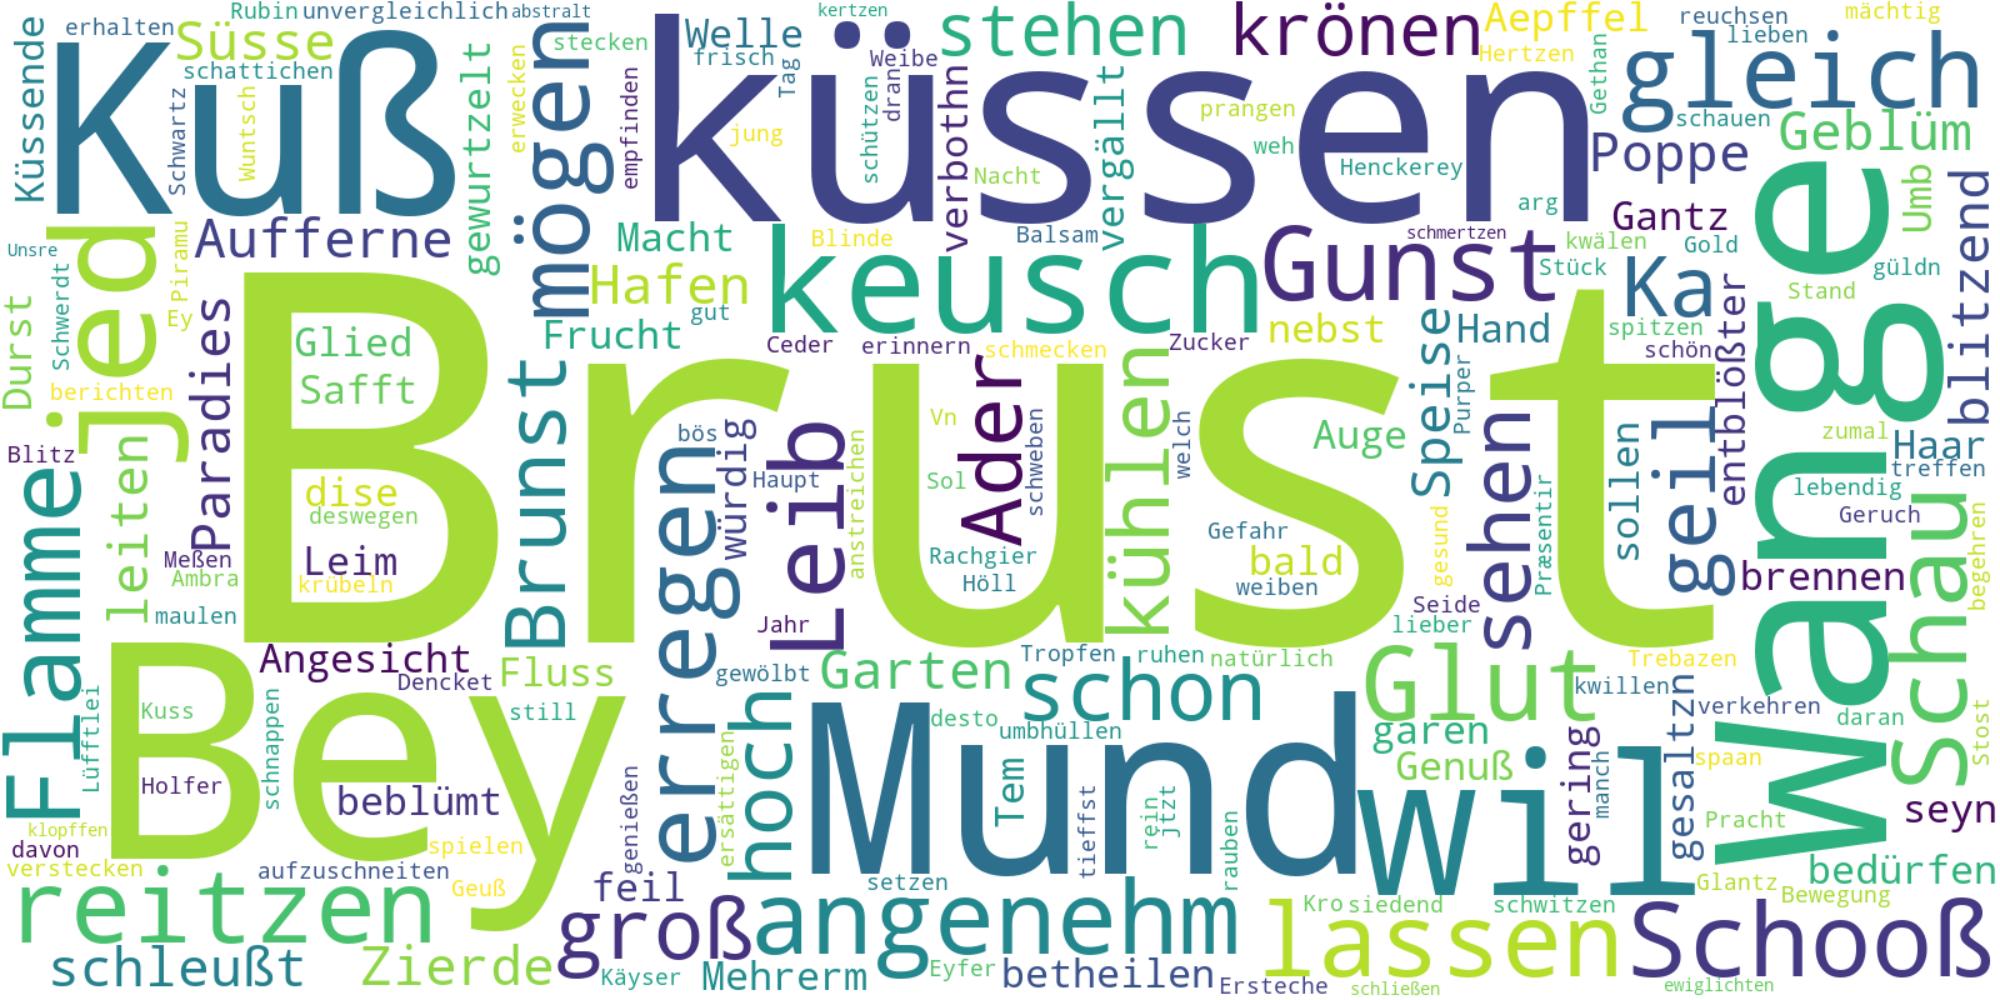 Rubin
unvergleichlich
abstralt
kertzen
erhalten
Süsse
schattichen
Küssende
Kuß
Schwartz
Wuntsch
gewurtzelt
erwecken
mögen
stecken
empfinden
Welle
frisch
küssen
Tag
jung
Weibe
schützen
dran
stehen
verbothn
Nacht
vergällt
prangen
weh
krönen
Aepffel
Hertzen
Henckerey
Gethan
reuchsen
lieben
mächtig
gleich
schauen
Geblüm
Poppe
Unsre
jed
Piramu
Ey
Aufferne
Macht
Hafen
gut
Blinde
keusch
Balsam
Gunst
schmertzen
arg
kwälen
Stück
Gantz
Gold
Ka
güldn
Stand
Umb
blitzend
Wange
Durst
Schwerdt
berichten
Paradies
Glied
Safft
Brust
Frucht
Brunst
Ceder
erinnern
schmecken
Zucker
nebst
Hand
spitzen
schön
entblößter
Speise
Purper
Auge
sehen
sollen
geil
zumal
Haar
treffen
lebendig
Geruch
Blitz
Flamme
leiten
Meßen
Ambra
maulen
dise
deswegen
Leim
krübeln
bös
errregen
würdig
Haupt
Leib
anstreichen
Vn
Sol
Ader
schweben
Rachgier
Höll
kühlen
welch
Gefahr
bald
weiben
gesund
Præsentir
Seide
lieber
brennen
Schau
begehren
Jahr
Angesicht
Dencket
Fluss
still
gewölbt
Garten
Tropfen
ruhen
natürlich
schon
Glut
Trebazen
kwillen
verkehren
daran
Stost
Lüfftlei
Bey
Kuss
Holfer
schnappen
beblümt
hoch
desto
umbhüllen
Mund
Tem
tieffst
rein
jtzt
rauben
garen
Genuß
wil
gering
manch
gesaltzn
spaan
Pracht
seyn
klopffen
davon
verstecken
aufzuschneiten
spielen
Geuß
genießen
ersättigen
feil
setzen
Glantz
Bewegung
bedürfen
reitzen
groß
angenehm
Kro
siedend
schwitzen
lassen
Schooß
schleußt
Zierde
Käyser
Mehrerm
Eyfer
betheilen
Ersteche
schließen
ewiglichten